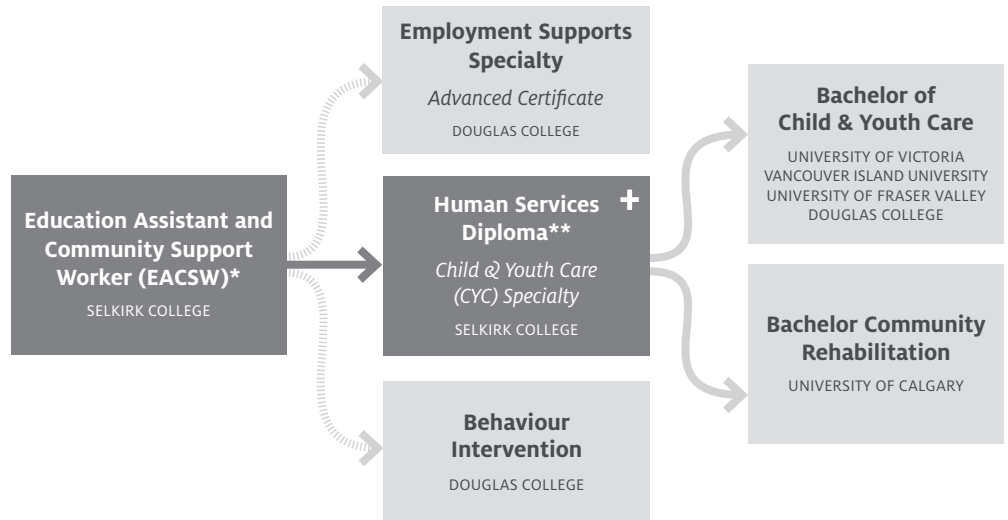 Education Assistant and
Community Support
Worker (EACSW)*
SELKIRK COLLEGE
Employment Supports
Specialty
Advanced Certificate
DOUGLAS COLLEGE
Human Services
Diploma**
+
Child & Youth Care
(CYC) Specialty
SELKIRK COLLEGE
Behaviour
Intervention
DOUGLAS COLLEGE
Bachelor of
Child & Youth Care
UNIVERSITY OF VICTORIA
VANCOUVER ISLAND UNIVERSITY
UNIVERSITY OF FRASER VALLEY
DOUGLAS COLLEGE
Bachelor Community
Rehabilitation
UNIVERSITY OF CALGARY